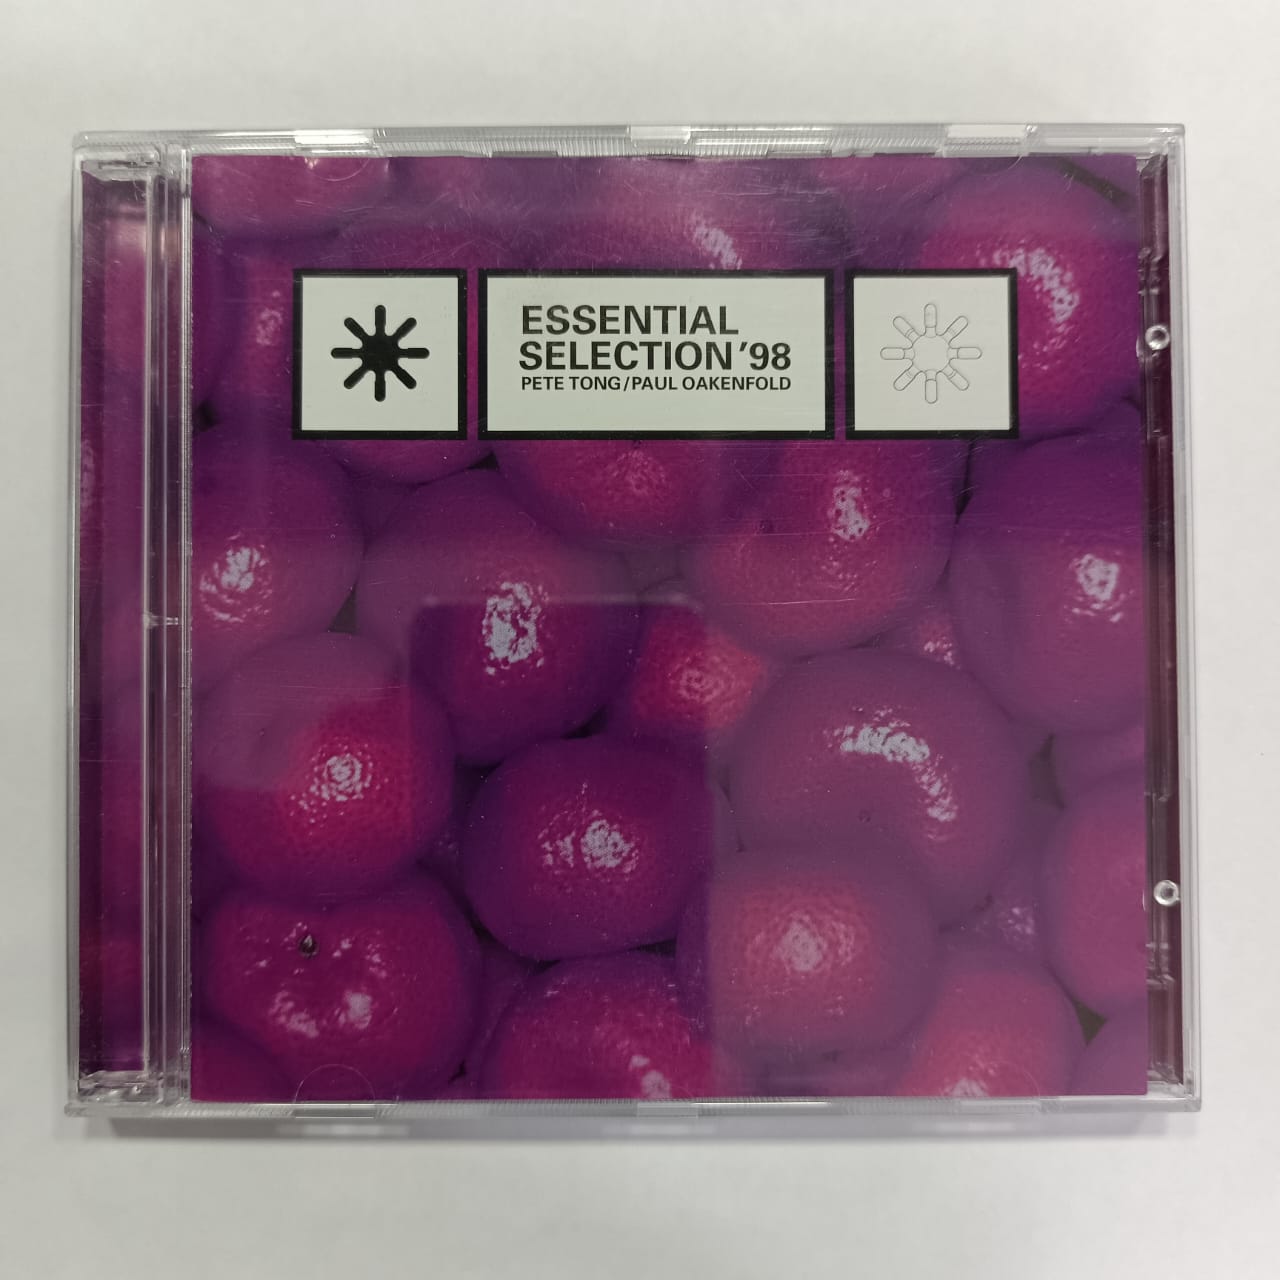 ESSENTIAL
SELECTION '98
PETE TONG/PAUL OAKENFOLD